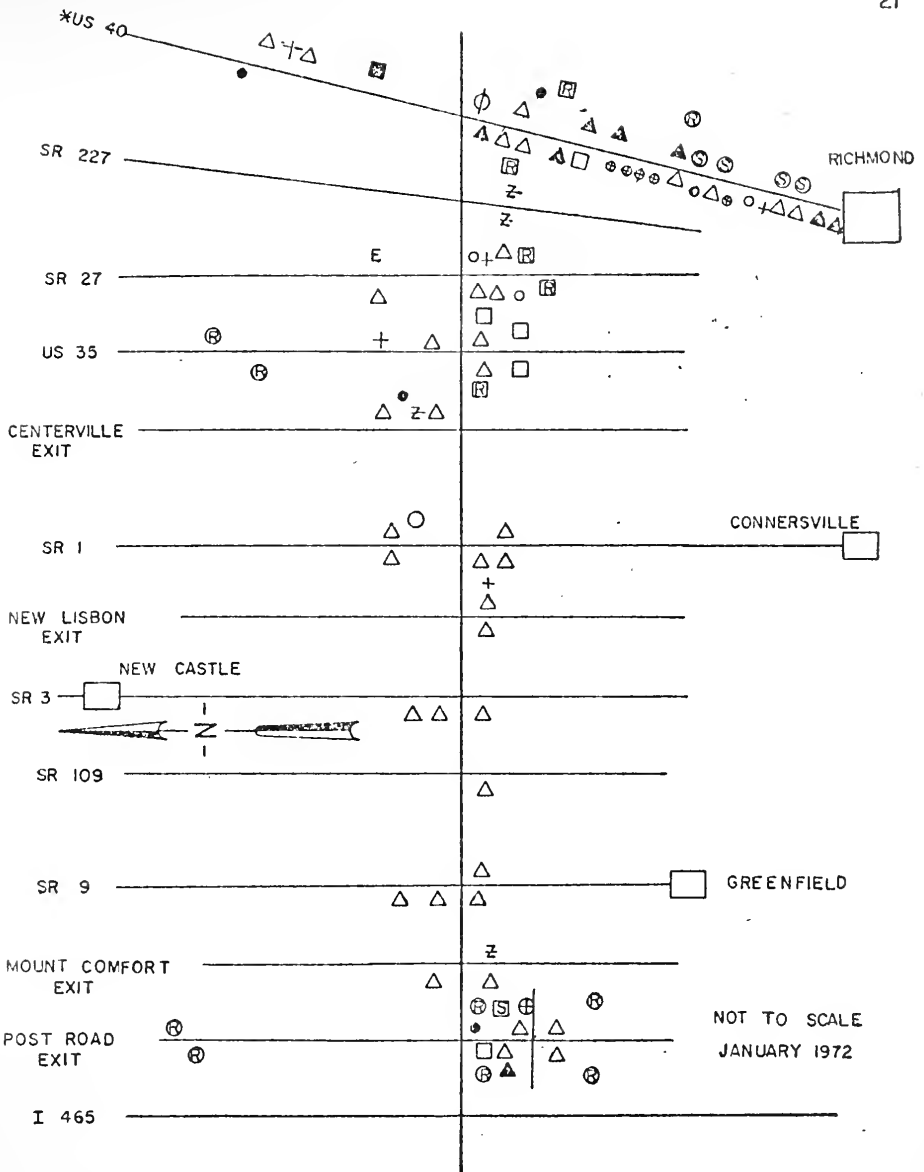 21
*US 40
RICHMOND
SR 227
R
R
S S
S S
R
Z
Z
E
R
SR 27
R
R
US 35
R
R
Z
CENTERVILLE
EXIT
CONNERSVILLE
SR 1
NEW LISBON
EXIT
NEW CASTLE
SR 3
N
SR 109
SR 9
GREENFIELD
Z
MOUNT COMFORT
EXIT
R S
R
R
POST ROAD
EXIT
R
R
R
NOT TO SCALE
JANUARY 1972
I 465